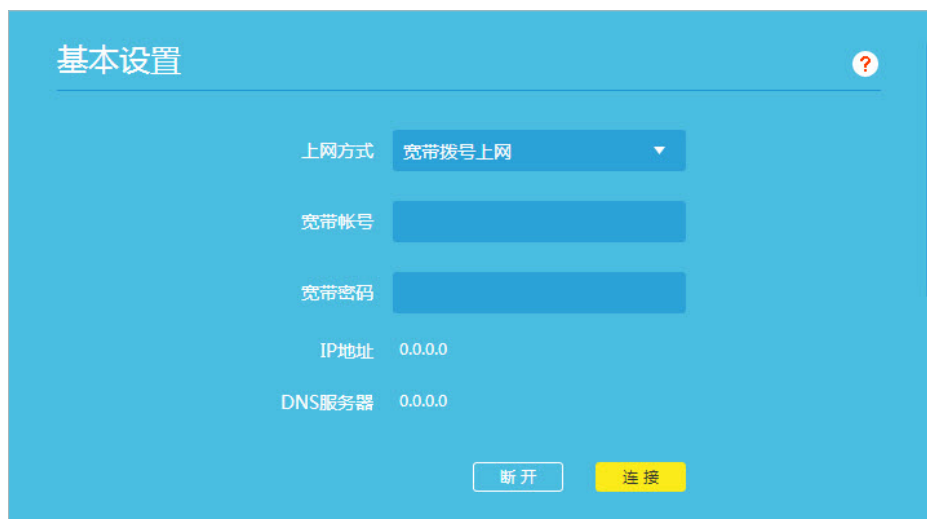 基本设置
?
上网方式 宽带拨号上网
宽带帐号
宽带密码
IP地址 0.0.0.0
DNS服务器 0.0.0.0
断开 连接